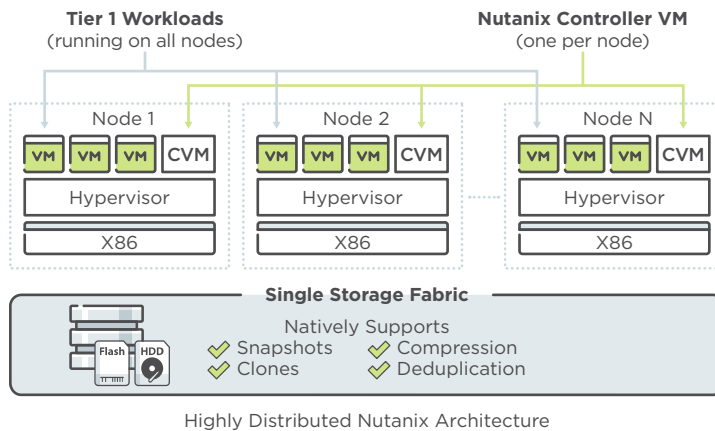 Tier 1 Workloads
(running on all nodes)
Nutanix Controller VM
(one per node)
Node 1
VM VM VM CVM
Hypervisor
X86
Node 2
VM VM VM CVM
Hypervisor
X86
Node N
VM VM VM CVM
Hypervisor
X86
Single Storage Fabric
Natively Supports
Flash HDD
Snapshots
Compression
Clones
Deduplication
Highly Distributed Nutanix Architecture